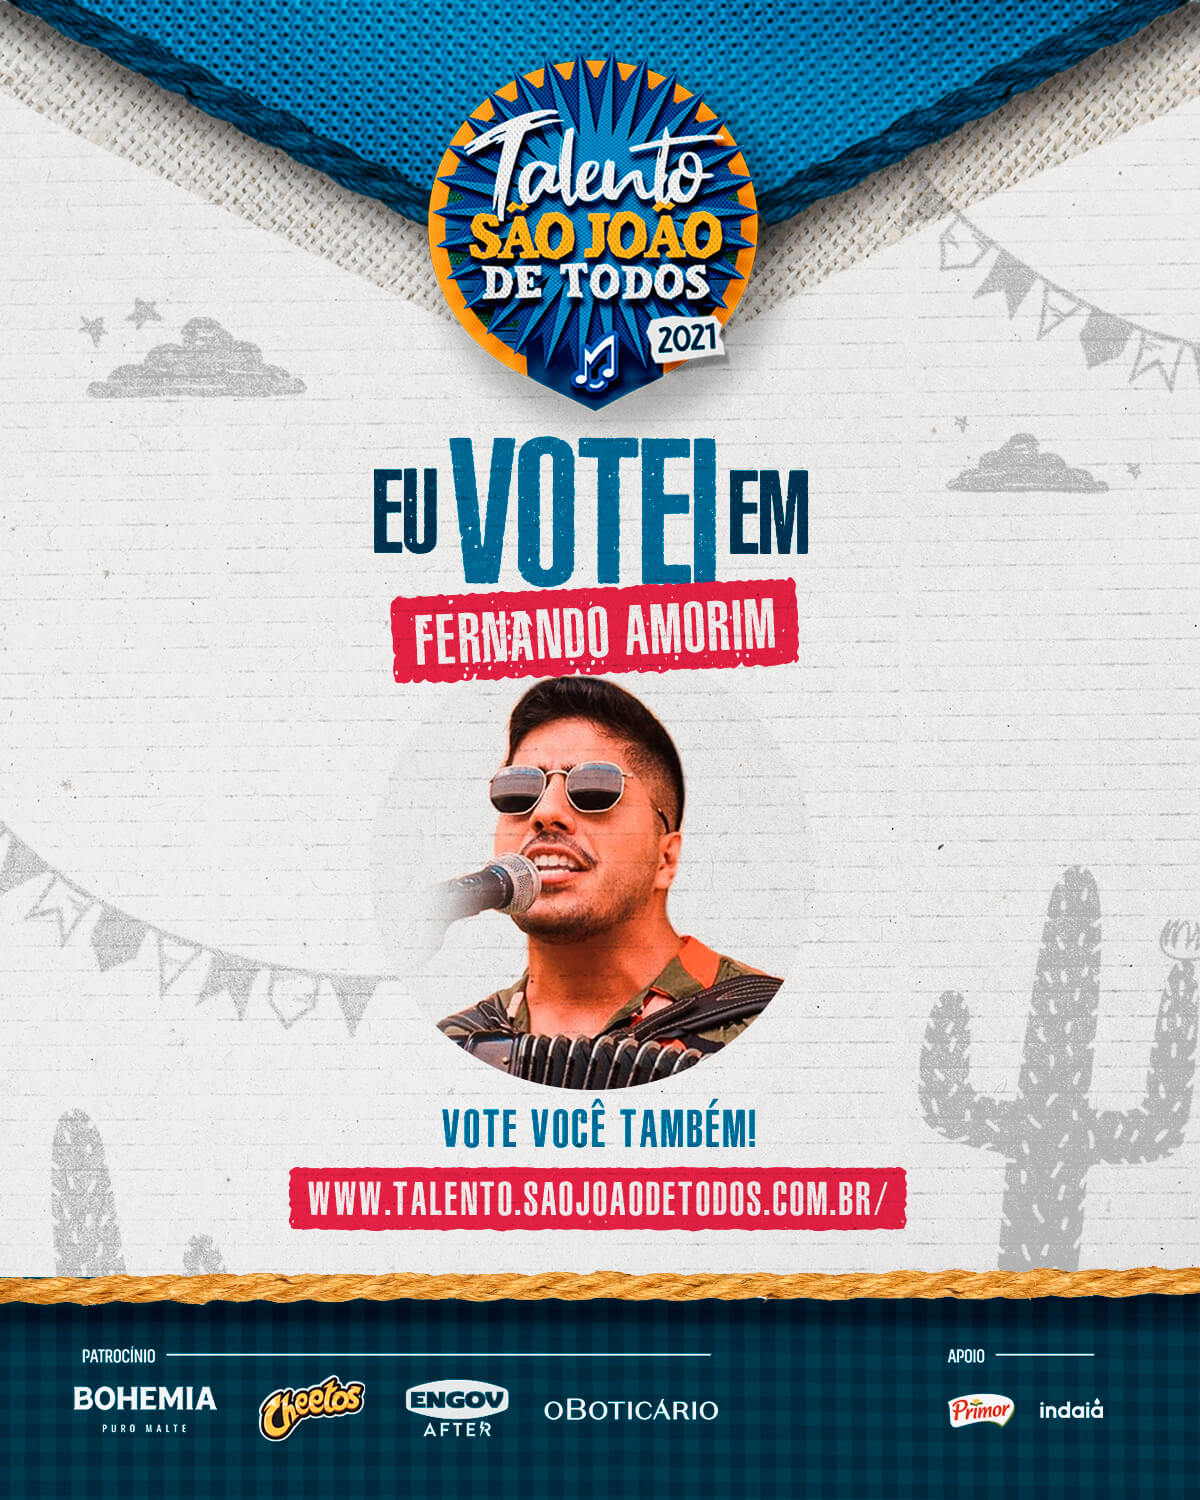 Talento
SÃO JOÃO
DE TODOS
2021
EU VOTEI EM
FERNANDO AMORIM
VOTE VOCÊ TAMBÉM!
WWW.TALENTO.SAOJOAODETODOS.COM.BR/
PATROCÍNIO
APOIO
BOHEMIA
PURO MALTE
Cheetos
ENGOV
AFTER
oBOTICÁRIO
Primor
indaiá